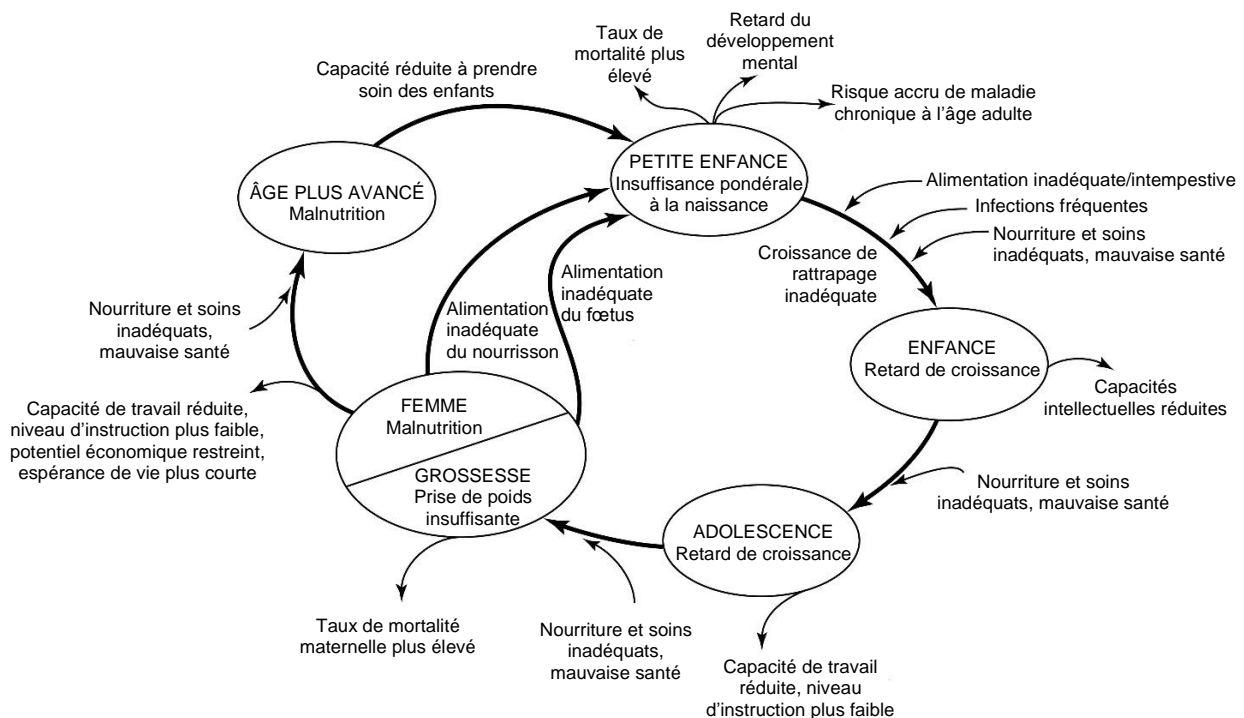 Taux de
mortalité plus
élevé
Retard du
développement
mental
Capacité réduite à prendre
soin des enfants
Risque accru de maladie
chronique à l’âge adulte
PETITE ENFANCE
Insuffisance pondérale
à la naissance
ÂGE PLUS AVANCÉ
Malnutrition
Alimentation inadéquate/intempestive
Infections fréquentes
Nourriture et soins
inadéquats, mauvaise santé
Croissance de
rattrapage
inadéquate
Alimentation
inadéquate
du fœtus
Alimentation
inadéquate
du nourrisson
Nourriture et soins
inadéquats,
mauvaise santé
ENFANCE
Retard de croissance
Capacités
intellectuelles réduites
Capacité de travail réduite,
niveau d’instruction plus faible,
potentiel économique restreint,
espérance de vie plus courte
FEMME
Malnutrition
GROSSESSE
Prise de poids
insuffisante
Nourriture et soins
inadéquats, mauvaise santé
ADOLESCENCE
Retard de croissance
Taux de mortalité
maternelle plus élevé
Nourriture et soins
inadéquats,
mauvaise santé
Capacité de travail
réduite, niveau
d’instruction plus faible